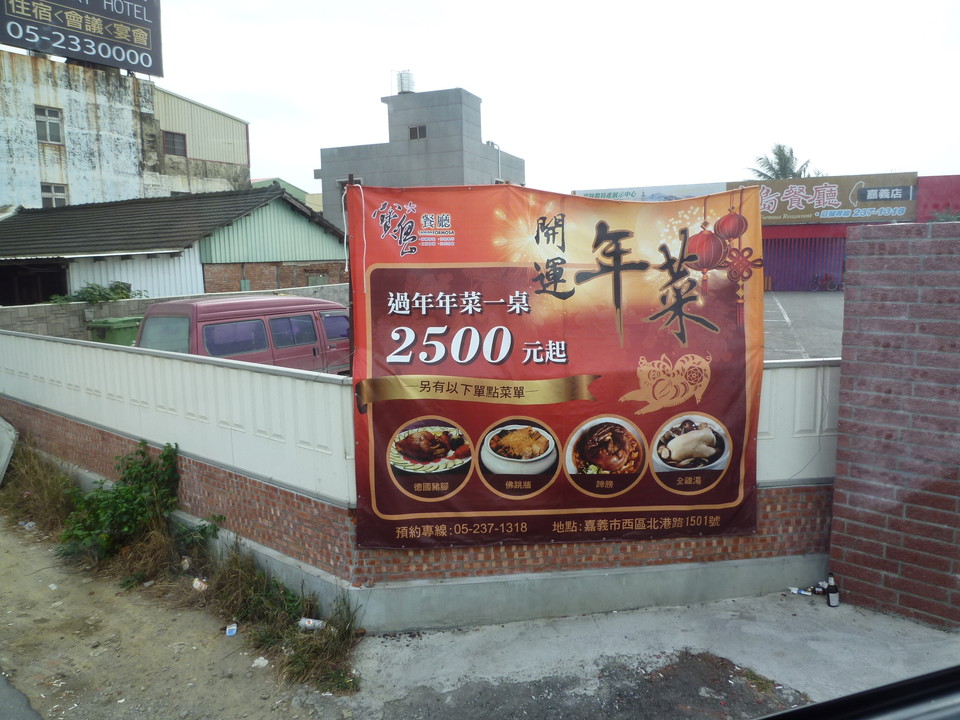 HOTEL
住宿<會議<宴會
05-2330000
寶島
餐廳
開運
年菜
過年年菜一桌
2500元起
另有以下單點菜單
德國豬腳
佛跳牆
蹄膀
全雞湯
預約專線:05-237-1318 地點:嘉義市西區北港路1501號
島餐廳
嘉義店
237-1318